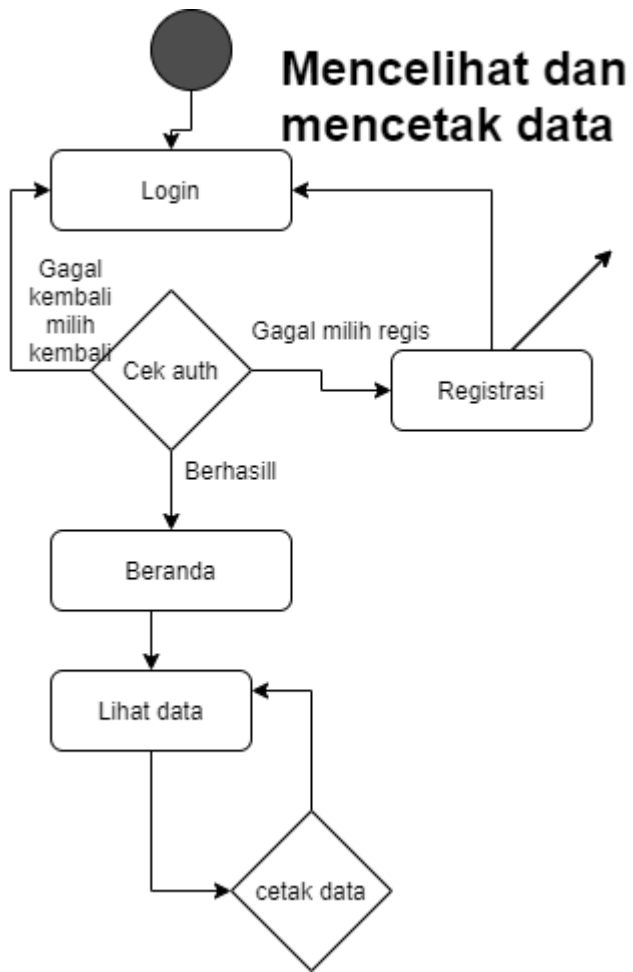 Mencelihat dan
mencetak data
Login
Gagal
kembali
milih
kembali
Cek auth
Gagal milih regis
Registrasi
Berhasill
Beranda
Lihat data
cetak data